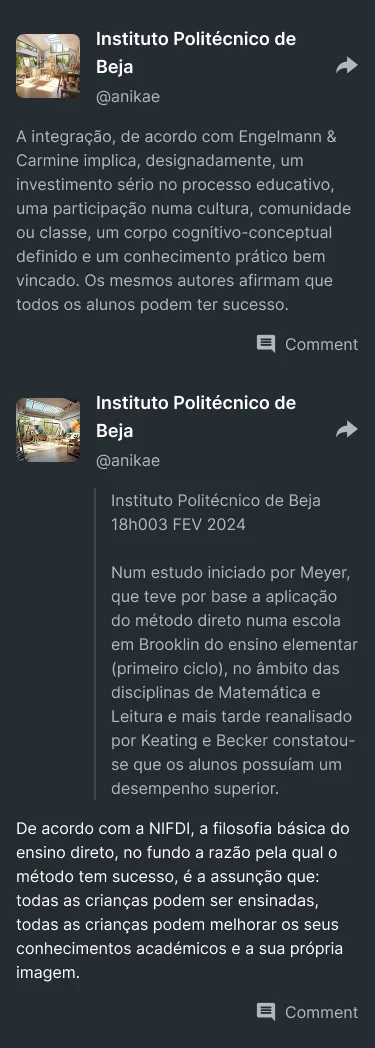 Instituto Politécnico de
Beja
@anikae
A integração, de acordo com Engelmann &
Carmine implica, designadamente, um
investimento sério no processo educativo,
uma participação numa cultura, comunidade
ou classe, um corpo cognitivo-conceptual
definido e um conhecimento prático bem
vincado. Os mesmos autores afirmam que
todos os alunos podem ter sucesso.
Comment
Instituto Politécnico de
Beja
@anikae
Instituto Politécnico de Beja
18h003 FEV 2024
Num estudo iniciado por Meyer,
que teve por base a aplicação
do método direto numa escola
em Brooklin do ensino elementar
(primeiro ciclo), no âmbito das
disciplinas de Matemática e
Leitura e mais tarde reanalisado
por Keating e Becker constatou-
se que os alunos possuíam um
desempenho superior.
De acordo com a NIFDI, a filosofia básica do
ensino direto, no fundo a razão pela qual o
método tem sucesso, é a assunção que:
todas as crianças podem ser ensinadas,
todas as crianças podem melhorar os seus
conhecimentos académicos e a sua própria
imagem.
Comment